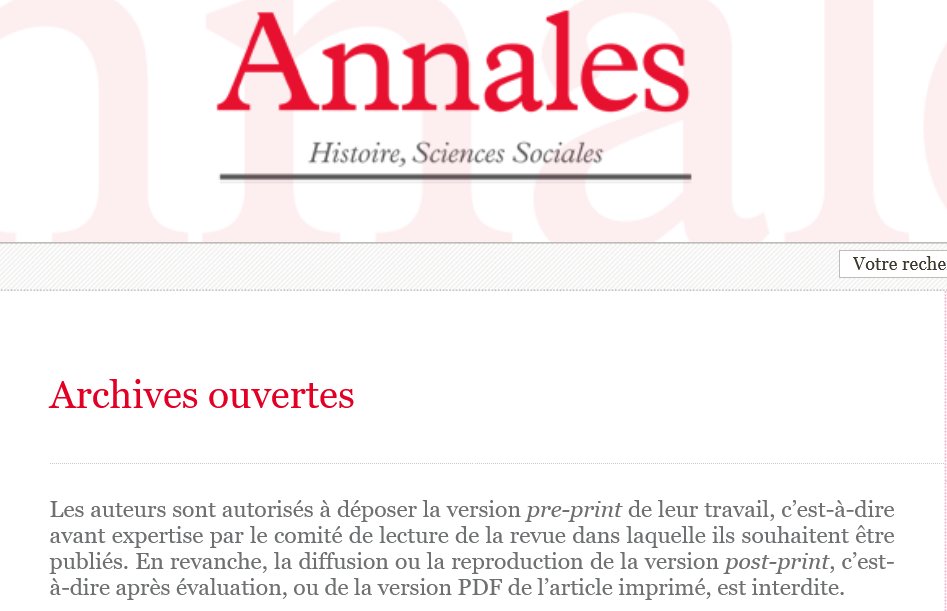 Annales
Histoire, Sciences Sociales
Votre reche
Archives ouvertes
Les auteurs sont autorisés à déposer la version pre-print de leur travail, c’est-à-dire
avant expertise par le comité de lecture de la revue dans laquelle ils souhaitent être
publiés. En revanche, la diffusion ou la reproduction de la version post-print, c’est-
à-dire après évaluation, ou de la version PDF de l’article imprimé, est interdite.